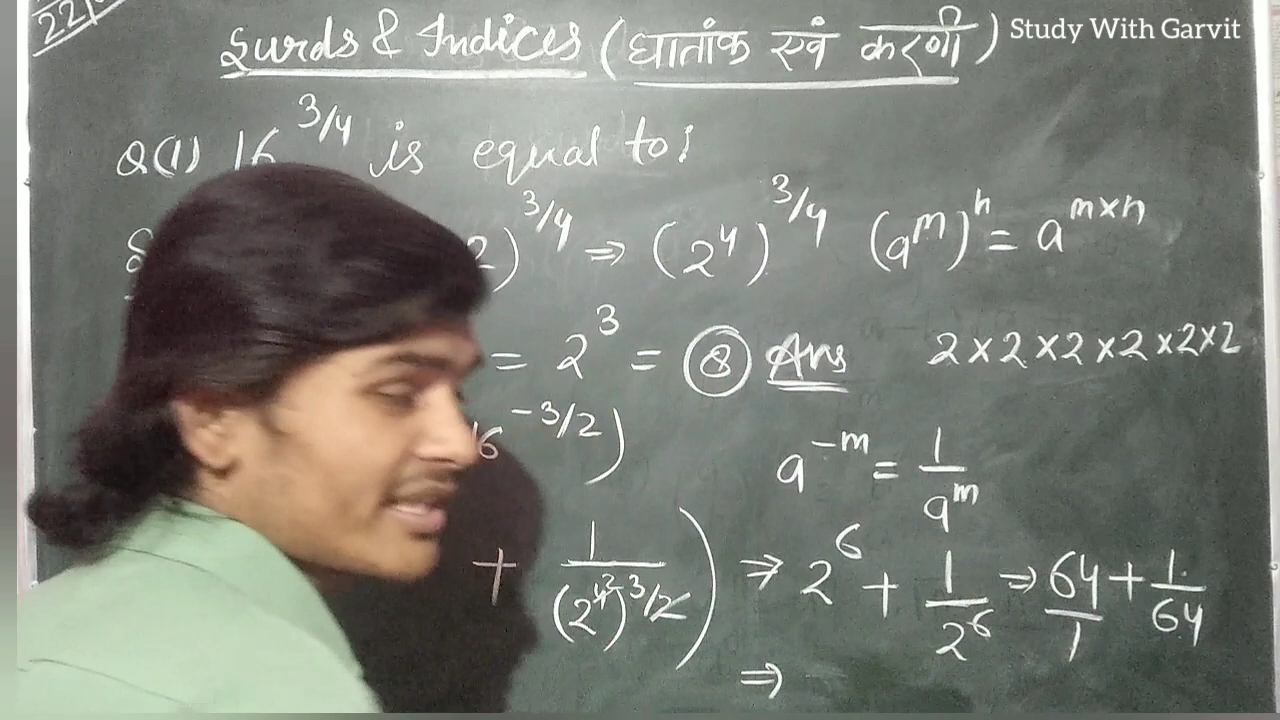 22/
Surds & Indices (घातांक एवं करणी)
Study With Garvit
Q(1) 16^3/4 is equal to:
2)^3/4 ⇒ (2^4)^3/4 (a^m)^n = a^m×n
= 2^3 = 8 Ans 2×2×2×2×2×2
16^-3/2) a^-m = 1/a^m
+ 1/(2^4)^3/2) ⇒ 2^6 + 1/2^6 ⇒ 64/1 + 1/64
⇒